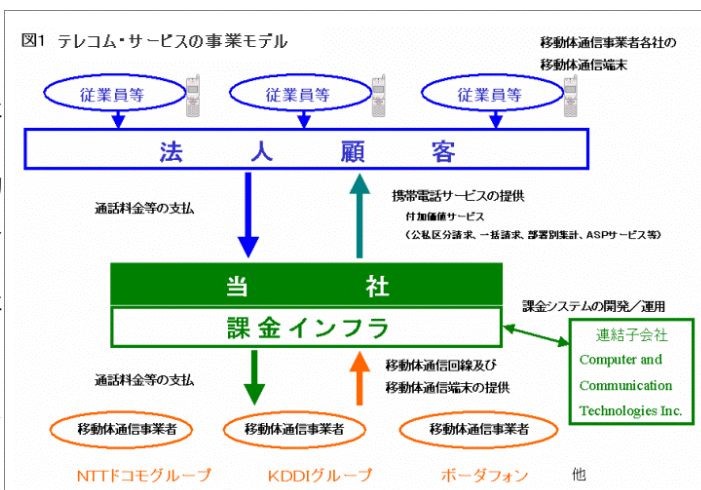 図1 テレコム・サービスの事業モデル
移動体通信事業者各社の
移動体通信端末
従業員等
従業員等
従業員等
法人顧客
通話料金等の支払
携帯電話サービスの提供
付加価値サービス
（公私区分請求、一括請求、部署別集計、ASPサービス等）
当社
課金インフラ
課金システムの開発／運用
連結子会社
Computer and
Communication
Technologies Inc.
通話料金等の支払
移動体通信回線及び
移動体通信端末の提供
移動体通信事業者
移動体通信事業者
移動体通信事業者
NTTドコモグループ
KDDIグループ
ボーダフォン
他